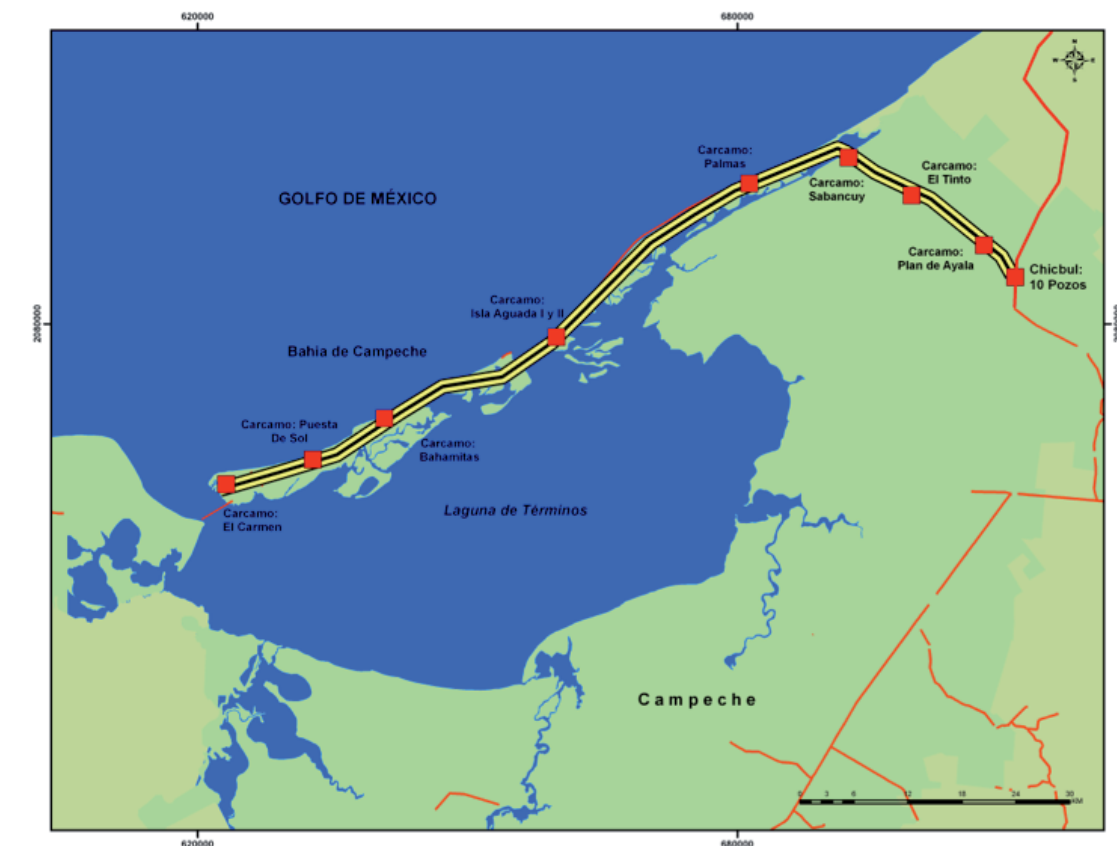 620000
680000
N
W
E
S
Carcamo:
Palmas
Carcamo:
El Tinto
Carcamo:
Sabancuy
GOLFO DE MÉXICO
Carcamo:
Plan de Ayala
Chicbul:
10 Pozos
Carcamo:
Isla Aguada I y II
2080000
Bahia de Campeche
Carcamo: Puesta
De Sol
Carcamo:
Bahamitas
Laguna de Términos
Carcamo:
El Carmen
Campeche
0 3 6 12 18 24 30
KM
620000
680000